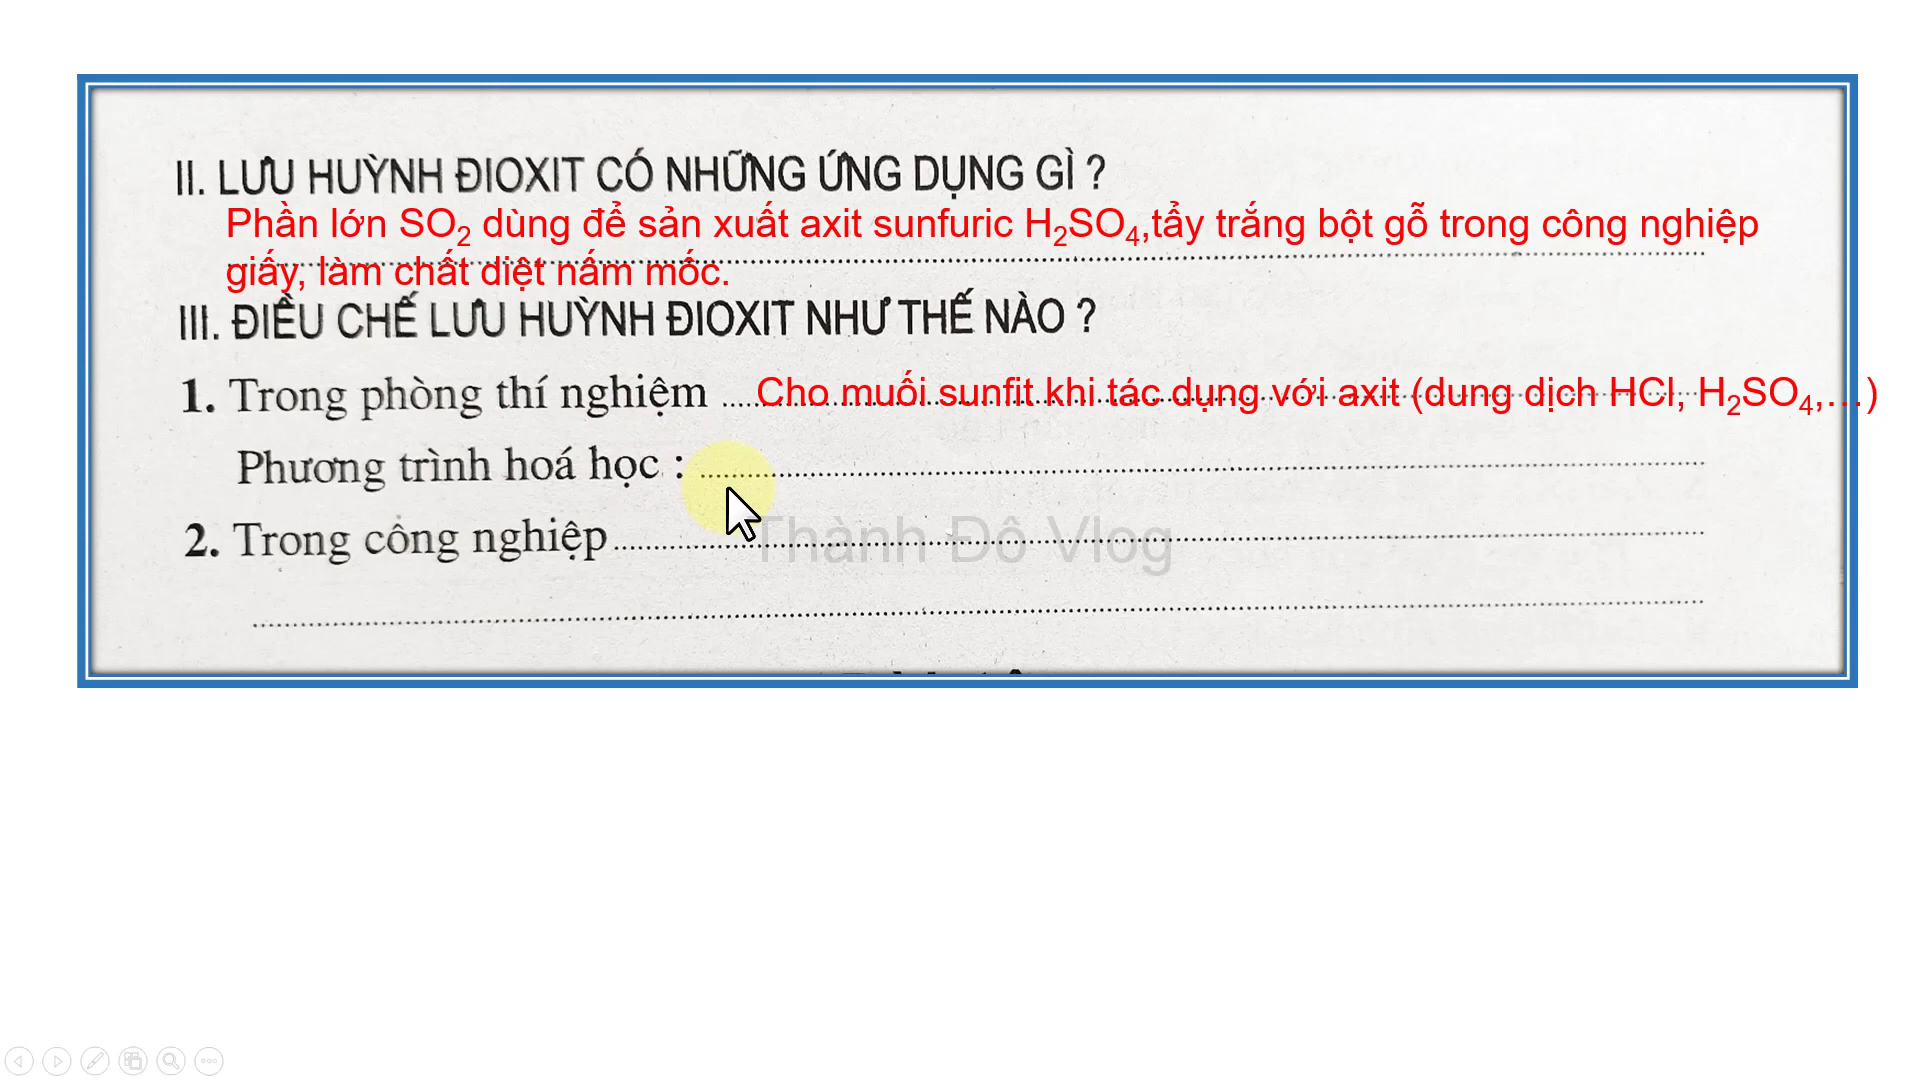 II. LƯU HUỲNH ĐIOXIT CÓ NHỮNG ỨNG DỤNG GÌ ?
Phần lớn SO2 dùng để sản xuất axit sunfuric H2SO4,tẩy trắng bột gỗ trong công nghiệp
giấy, làm chất diệt nấm mốc.
III. ĐIỀU CHẾ LƯU HUỲNH ĐIOXIT NHƯ THẾ NÀO ?
1. Trong phòng thí nghiệm ....Cho muối sunfit khi tác dụng với axit (dung dịch HCl, H2SO4,…)
Phương trình hoá học : ....................
2. Trong công nghiệp....................
Thành Đô Vlog